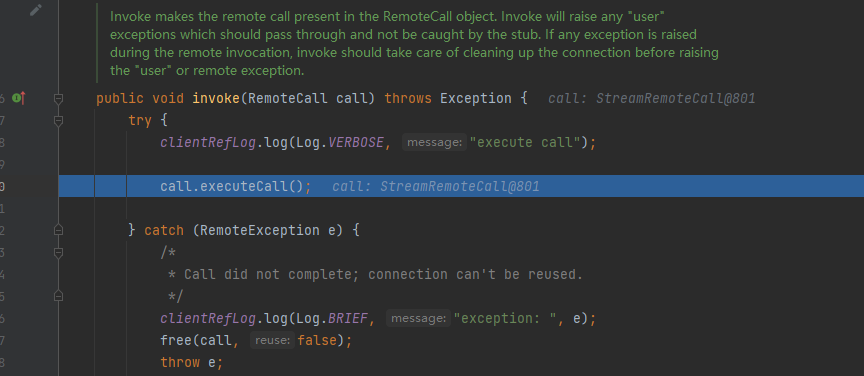 Invoke makes the remote call present in the RemoteCall object. Invoke will raise any "user"
exceptions which should pass through and not be caught by the stub. If any exception is raised
during the remote invocation, invoke should take care of cleaning up the connection before raising
the "user" or remote exception.
6 public void invoke(RemoteCall call) throws Exception { call: StreamRemoteCall@801
7 try {
8 clientRefLog.log(Log.VERBOSE, message: "execute call");
9
0 call.executeCall(); call: StreamRemoteCall@801
1
2 } catch (RemoteException e) {
3 /*
4 * Call did not complete; connection can't be reused.
5 */
6 clientRefLog.log(Log.BRIEF, message: "exception: ", e);
7 free(call, reuse: false);
8 throw e;